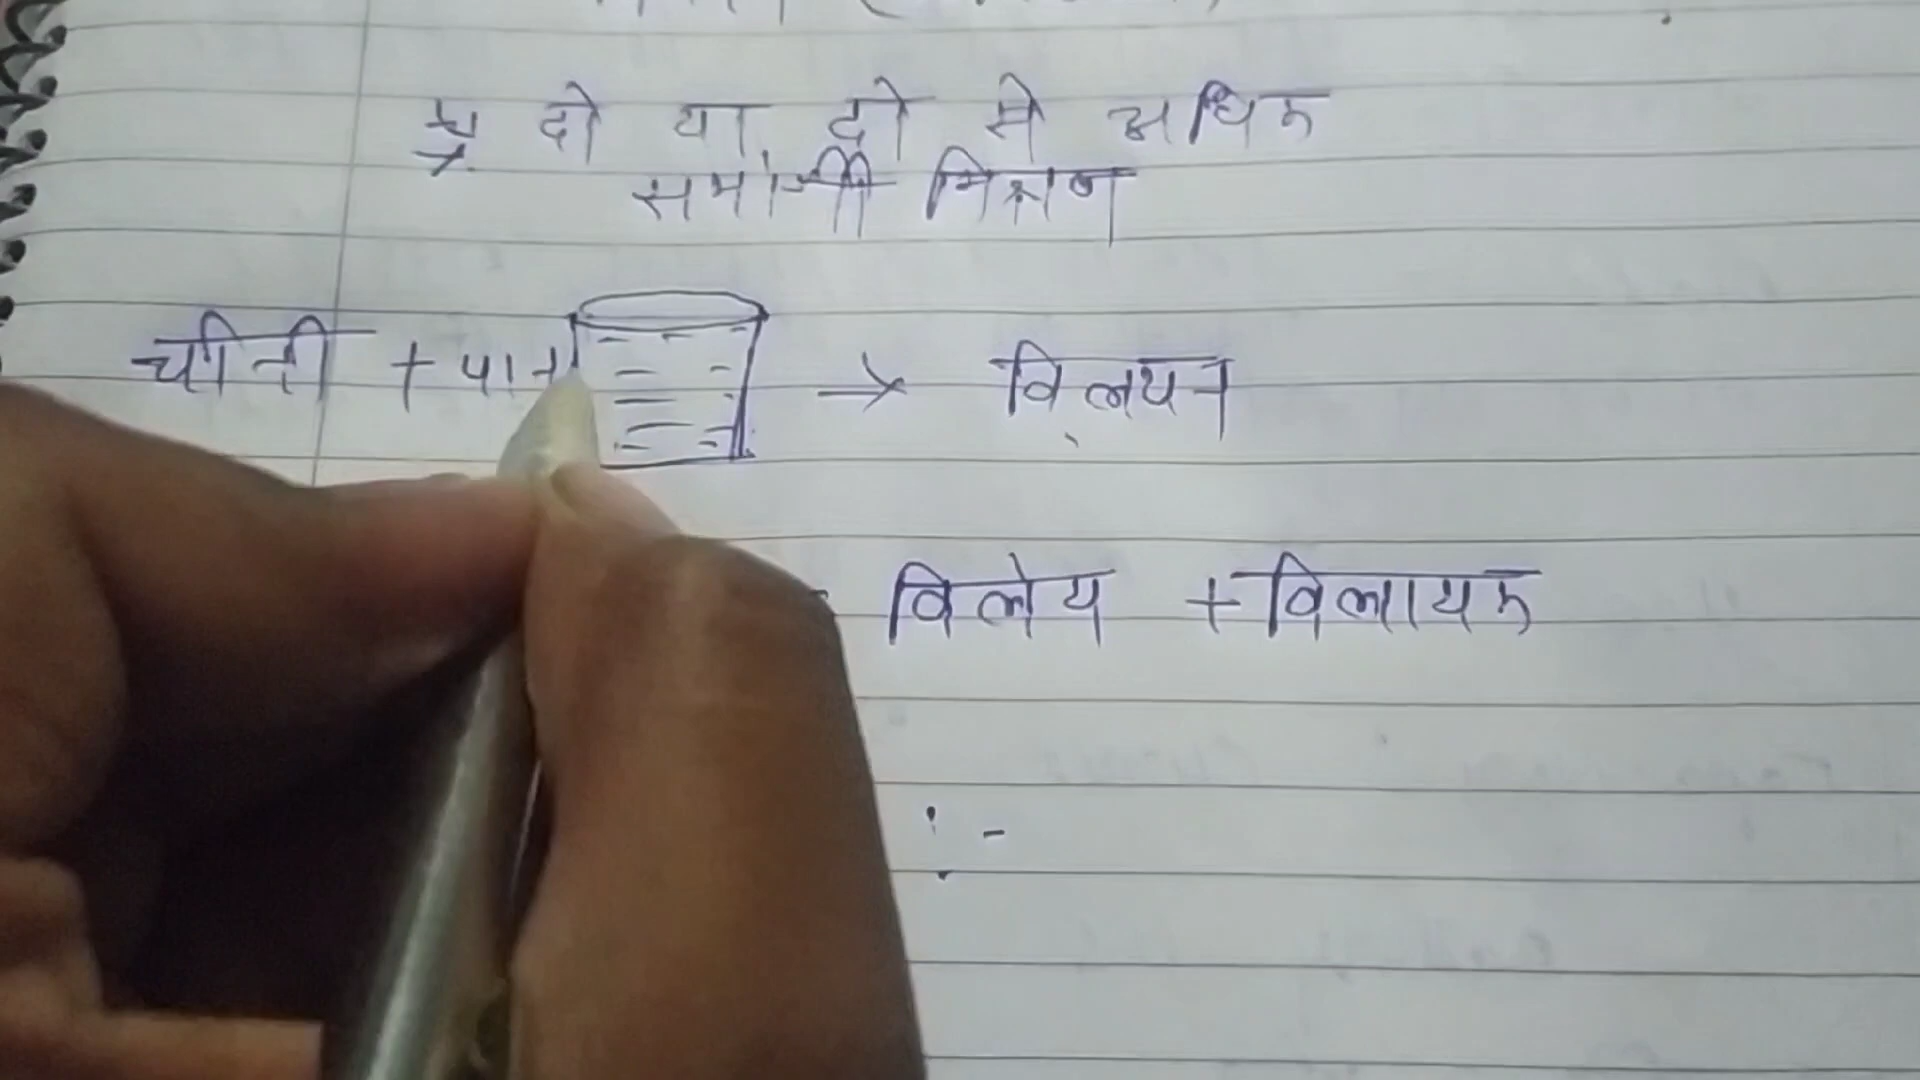 दो या दो से अधिक
समांगी मिश्रण
चीनी + पान → विलयन
विलेय + विलायक
:-